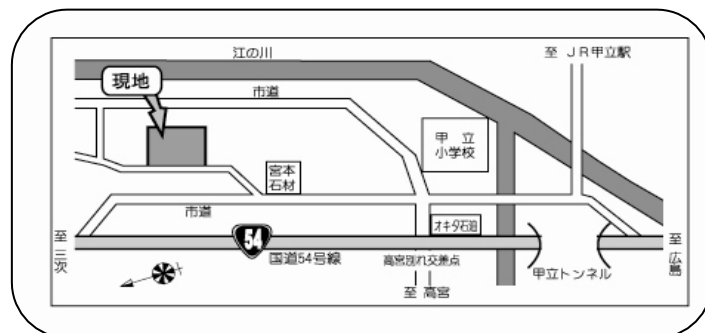 江の川
至 JR甲立駅
現地
市道
甲 立
小学校
宮本
石材
市道
オキタ石油
至 三次
54
国道54号線
高宮別れ交差点
甲立トンネル
至 広島
至 高宮